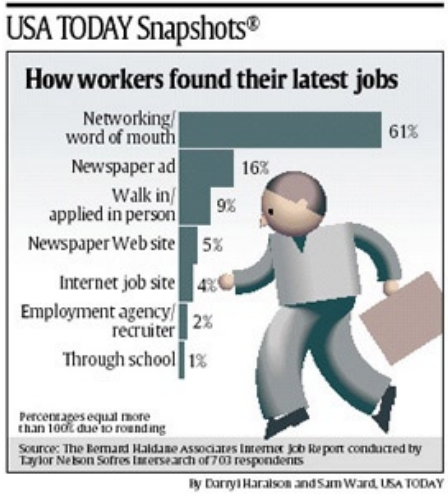 USA TODAY Snapshots®
How workers found their latest jobs
Networking/
word of mouth
61%
Newspaper ad
16%
Walk in/
applied in person
9%
Newspaper Web site
5%
Internet job site
4%
Employment agency/
recruiter
2%
Through school
1%
Percentages equal more
than 100% due to rounding
Source: The Bernard Haldane Associates Internet Job Report conducted by
Taylor Nelson Sofres Intersearch of 703 respondents
By Darryl Haralson and Sam Ward, USA TODAY